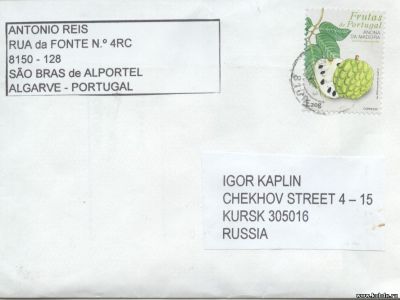 ANTONIO REIS
RUA da FONTE N.º 4RC
8150 - 128
SÃO BRAS de ALPORTEL
ALGARVE - PORTUGAL
Frutas
de Portugal
ANONA
DA MADEIRA
E20g
IGOR KAPLIN
CHEKHOV STREET 4 – 15
KURSK 305016
RUSSIA